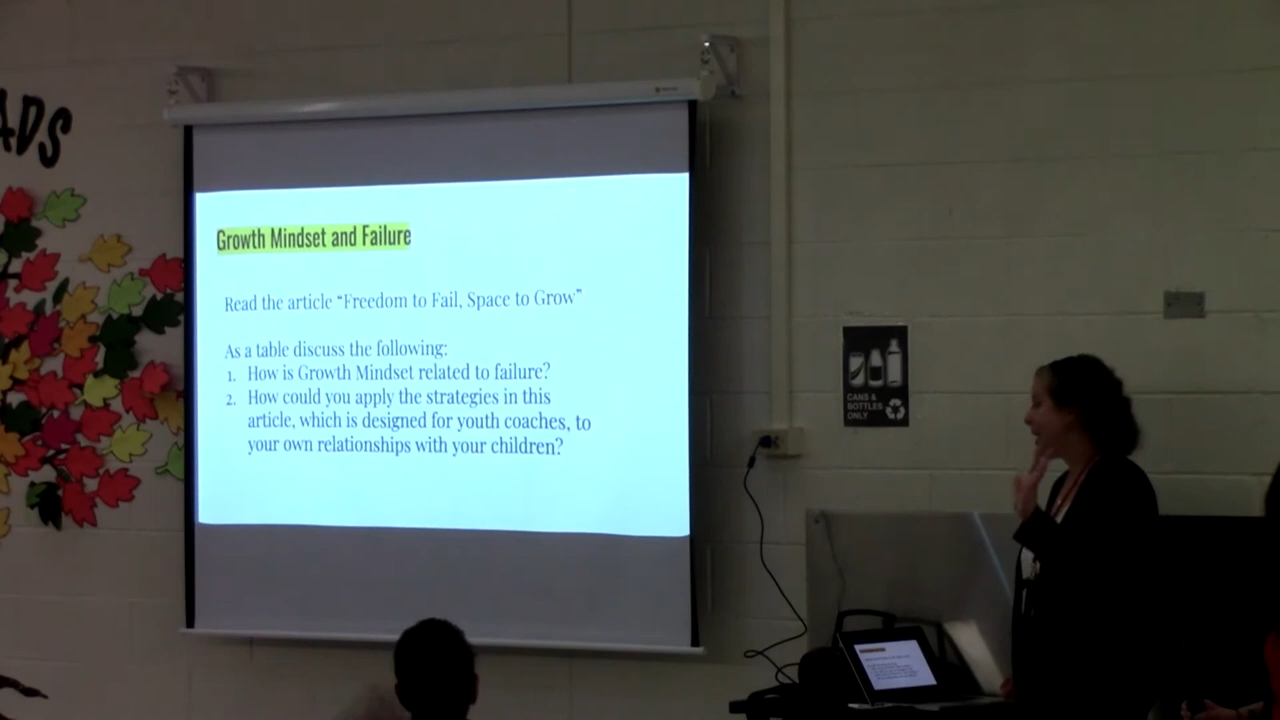 ADS
Growth Mindset and Failure
Read the article “Freedom to Fail, Space to Grow”
As a table discuss the following:
1. How is Growth Mindset related to failure?
2. How could you apply the strategies in this
article, which is designed for youth coaches, to
your own relationships with your children?
CANS &
BOTTLES
ONLY